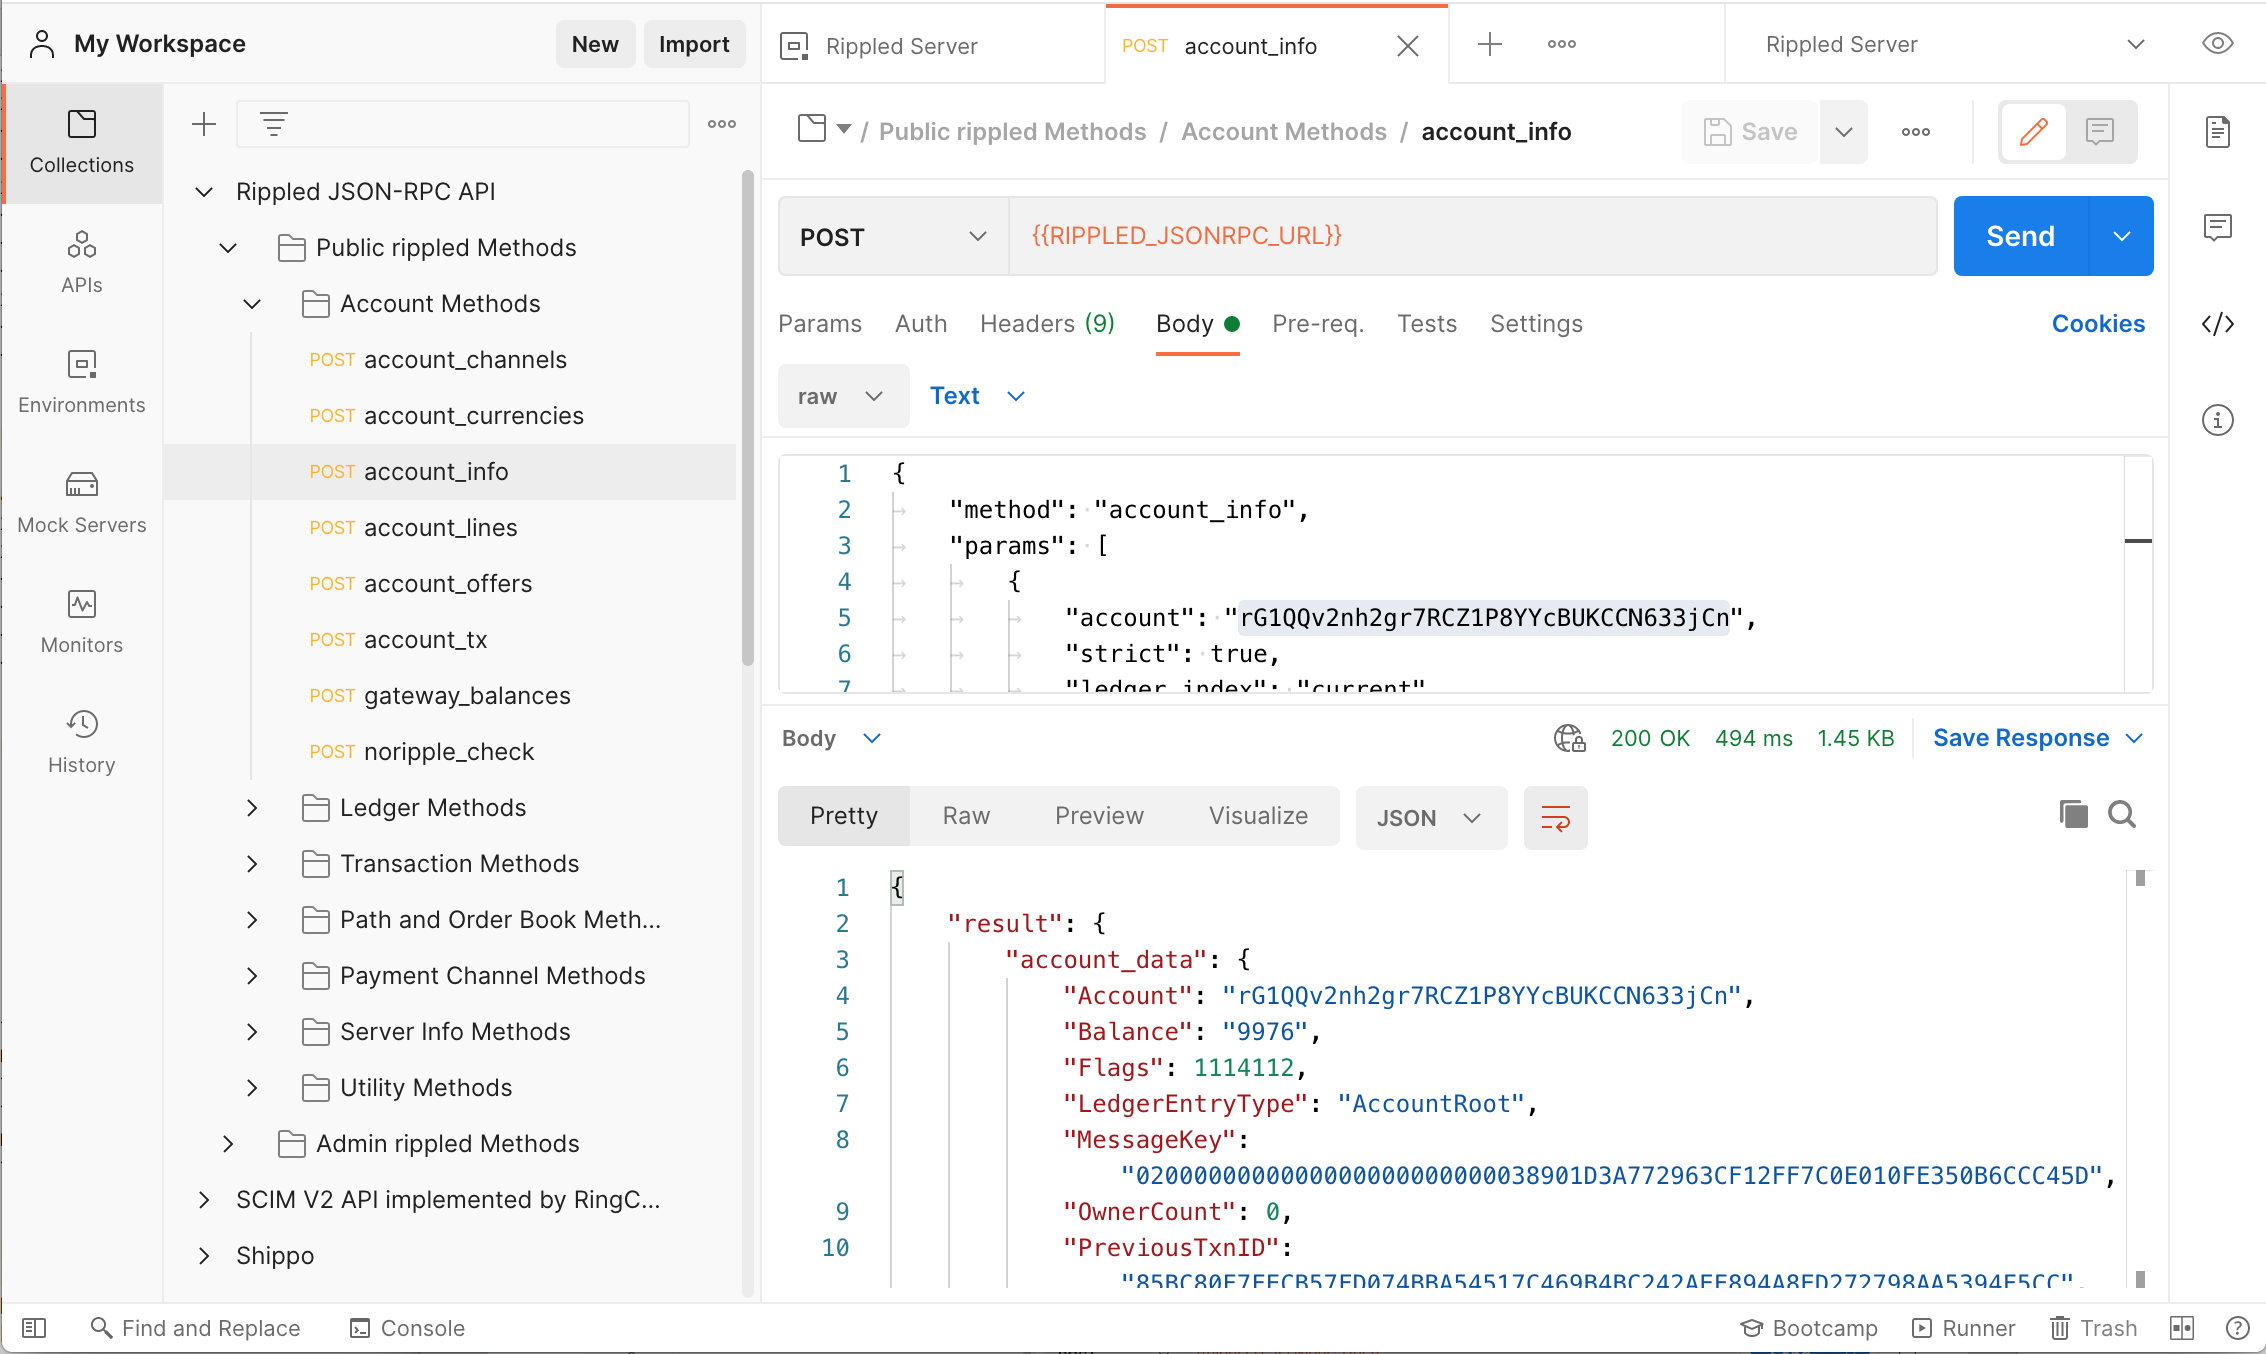 My Workspace
New
Import
Rippled Server
POST account_info
Rippled Server
Collections
APIs
Environments
Mock Servers
Monitors
History
Rippled JSON-RPC API
Public rippled Methods
Account Methods
POST account_channels
POST account_currencies
POST account_info
POST account_lines
POST account_offers
POST account_tx
POST gateway_balances
POST noripple_check
Ledger Methods
Transaction Methods
Path and Order Book Meth...
Payment Channel Methods
Server Info Methods
Utility Methods
Admin rippled Methods
SCIM V2 API implemented by RingC...
Shippo
/ Public rippled Methods / Account Methods / account_info
Save
POST
{{RIPPLED_JSONRPC_URL}}
Send
Params Auth Headers (9) Body Pre-req. Tests Settings
Cookies
raw
Text
1 {
2 "method": "account_info",
3 "params": [
4 {
5 "account": "rG1QQv2nh2gr7RCZ1P8YYcBUKCCN633jCn",
6 "strict": true,
7 "ledger_index": "current"
Body
200 OK 494 ms 1.45 KB
Save Response
Pretty Raw Preview Visualize
JSON
1 {
2 "result": {
3 "account_data": {
4 "Account": "rG1QQv2nh2gr7RCZ1P8YYcBUKCCN633jCn",
5 "Balance": "9976",
6 "Flags": 1114112,
7 "LedgerEntryType": "AccountRoot",
8 "MessageKey":
"0200000000000000000000000038901D3A772963CF12FF7C0E010FE350B6CCC45D",
9 "OwnerCount": 0,
10 "PreviousTxnID":
Find and Replace
Console
Bootcamp
Runner
Trash